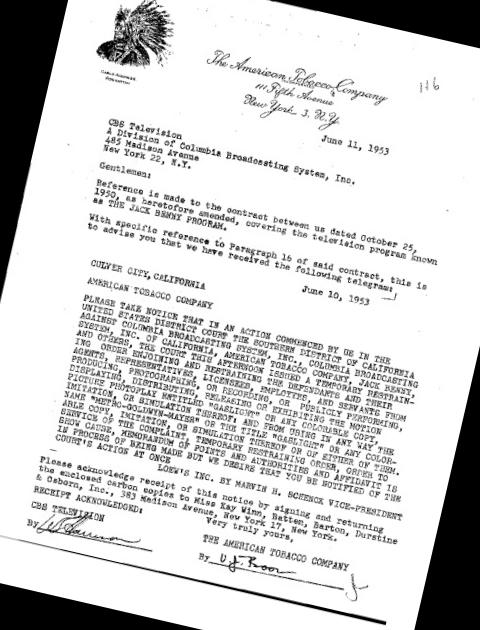 The American Tobacco Company
111 Fifth Avenue
New York 3, N.Y.
116
June 11, 1953
CBS Television
A Division of Columbia Broadcasting System, Inc.
485 Madison Avenue
New York 22, N.Y.
Gentlemen:
Reference is made to the contract between us dated October 25,
1950, as heretofore amended, covering the television program known
as THE JACK BENNY PROGRAM.
With specific reference to Paragraph 16 of said contract, this is
to advise you that we have received the following telegram:
June 10, 1953
CULVER CITY, CALIFORNIA
AMERICAN TOBACCO COMPANY
PLEASE TAKE NOTICE THAT IN AN ACTION COMMENCED BY US IN THE
UNITED STATES DISTRICT COURT THE SOUTHERN DISTRICT OF CALIFORNIA
AGAINST COLUMBIA BROADCASTING SYSTEM, INC., COLUMBIA BROADCASTING
SYSTEM, INC. OF CALIFORNIA, AMERICAN TOBACCO COMPANY, JACK BENNY,
AND OTHERS, THE COURT THIS AFTERNOON ISSUED A TEMPORARY RESTRAIN-
ING ORDER ENJOINING AND RESTRAINING THE DEFENDANTS AND THEIR
AGENTS, REPRESENTATIVES, LICENSEES, EMPLOYEES, AND SERVANTS FROM
PRODUCING, PHOTOGRAPHING, OR RECORDING, OR PUBLICLY PERFORMING,
DISPLAYING, DISTRIBUTING, RELEASING OR EXHIBITING THE MOTION
PICTURE PHOTOPLAY ENTITLED "GASLIGHT" OR ANY COLORABLE COPY,
IMITATION, OR SIMULATION THEREOF, AND FROM USING IN ANY WAY THE
NAME "METRO-GOLDWYN-MAYER" OR THE TITLE "GASLIGHT" OR ANY COLOR-
ABLE COPY, IMITATION, OR SIMULATION THEREOF OR OF EITHER OF THEM.
SERVICE OF THE COMPLAINT, TEMPORARY RESTRAINING ORDER, ORDER TO
SHOW CAUSE, MEMORANDUM OF POINTS AND AUTHORITIES AND AFFIDAVIT IS
IN PROCESS OF BEING MADE BUT WE DESIRE THAT YOU BE NOTIFIED OF THE
COURT'S ACTION AT ONCE
LOEW'S INC. BY MARVIN H. SCHENCK VICE-PRESIDENT
Please acknowledge receipt of this notice by signing and returning
the enclosed carbon copies to Miss Kay Winn, Batten, Barton, Durstine
& Osborn, Inc., 383 Madison Avenue, New York 17, New York.
Very truly yours,
RECEIPT ACKNOWLEDGED:
CBS TELEVISION
THE AMERICAN TOBACCO COMPANY
By
By